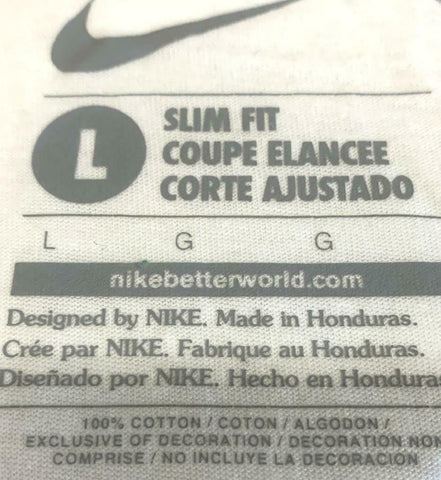 L
SLIM FIT
COUPE ELANCEE
CORTE AJUSTADO
L G G
nikebetterworld.com
Designed by NIKE. Made in Honduras.
Crée par NIKE. Fabrique au Honduras.
Diseñado por NIKE. Hecho en Honduras
100% COTTON / COTON / ALGODON /
EXCLUSIVE OF DECORATION / DECORATION NON
COMPRISE / NO INCLUYE LA DECORACION